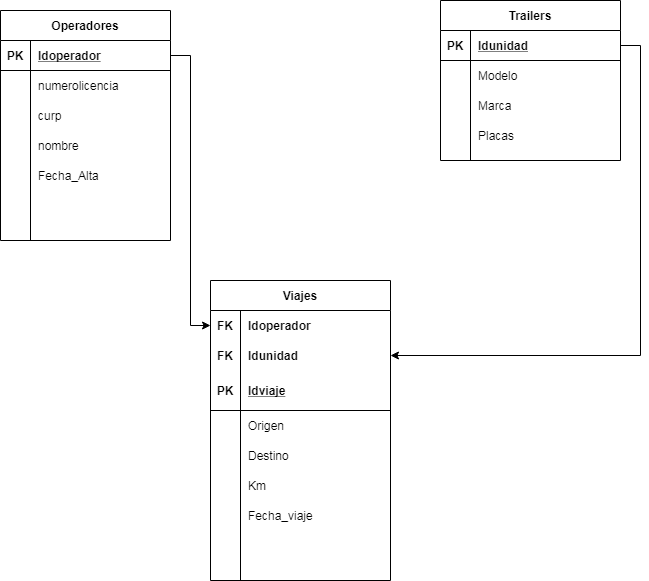 Operadores
PK Idoperador
numerolicencia
curp
nombre
Fecha_Alta
Trailers
PK Idunidad
Modelo
Marca
Placas
Viajes
FK Idoperador
FK Idunidad
PK Idviaje
Origen
Destino
Km
Fecha_viaje